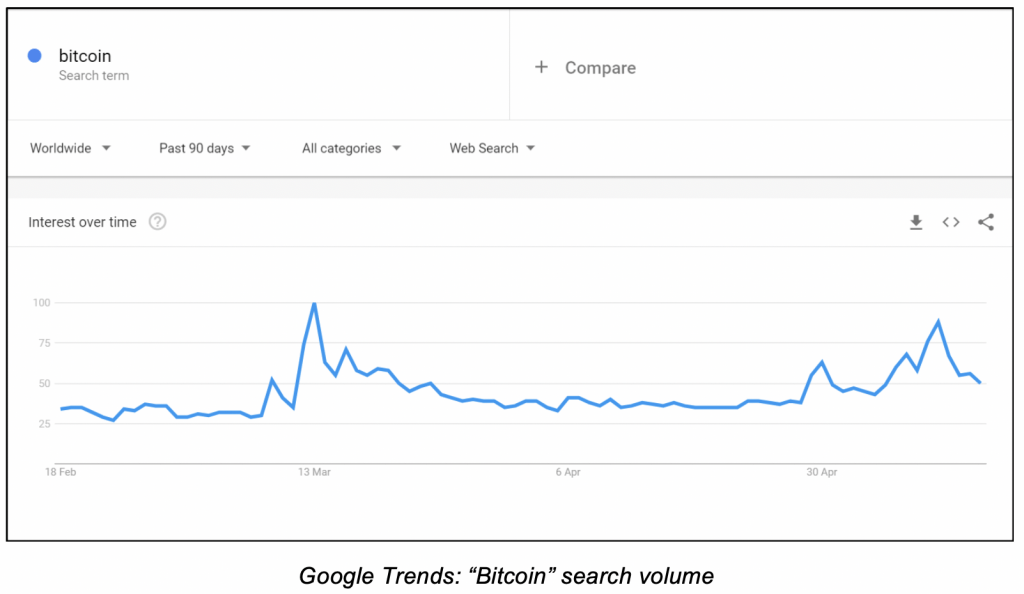 bitcoin
Search term
+ Compare
Worldwide
Past 90 days
All categories
Web Search
Interest over time ?
100
75
50
25
18 Feb
13 Mar
6 Apr
30 Apr
Google Trends: “Bitcoin” search volume